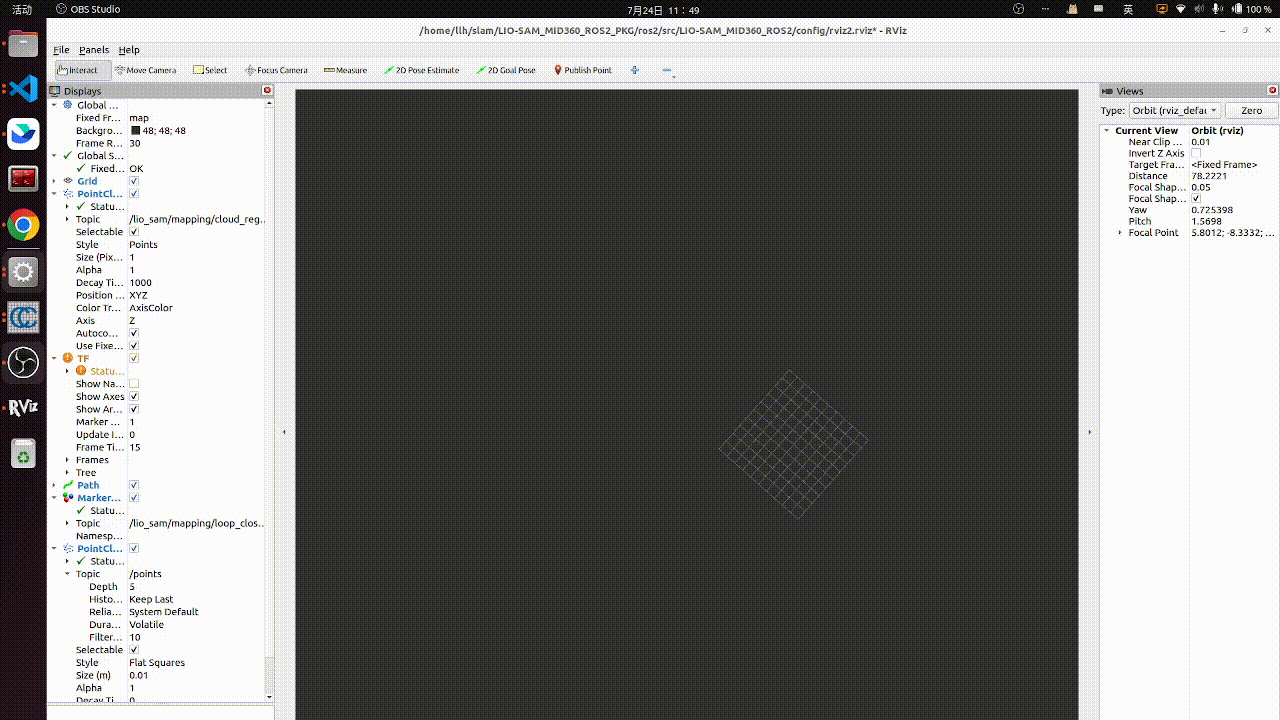 活动 OBS Studio 7月24日 11：49 英 100 %
/home/llh/slam/LIO-SAM_MID360_ROS2_PKG/ros2/src/LIO-SAM_MID360_ROS2/config/rviz2.rviz* - RViz
File Panels Help
Interact Move Camera Select Focus Camera Measure 2D Pose Estimate 2D Goal Pose Publish Point
Displays
Global ...
Fixed Fr... map
Backgro... 48; 48; 48
Frame R... 30
Global S...
Fixed... OK
Grid
PointCl...
Statu...
Topic /lio_sam/mapping/cloud_reg...
Selectable
Style Points
Size (Pix... 1
Alpha 1
Decay Ti... 1000
Position ... XYZ
Color Tr... AxisColor
Axis Z
Autoco...
Use Fixe...
TF
Statu...
Show Na...
Show Axes
Show Ar...
Marker ... 1
Update I... 0
Frame Ti... 15
Frames
Tree
Path
Marker...
Statu...
Topic /lio_sam/mapping/loop_clos...
Namesp...
PointCl...
Statu...
Topic /points
Depth 5
Histo... Keep Last
Relia... System Default
Dura... Volatile
Filter... 10
Selectable
Style Flat Squares
Size (m) 0.01
Alpha 1
Decay Ti... 0
Views
Type: Orbit (rviz_defau Zero
Current View Orbit (rviz)
Near Clip ... 0.01
Invert Z Axis
Target Fra... <Fixed Frame>
Distance 78.2221
Focal Shap... 0.05
Focal Shap...
Yaw 0.725398
Pitch 1.5698
Focal Point 5.8012; -8.3332; ...
RViz